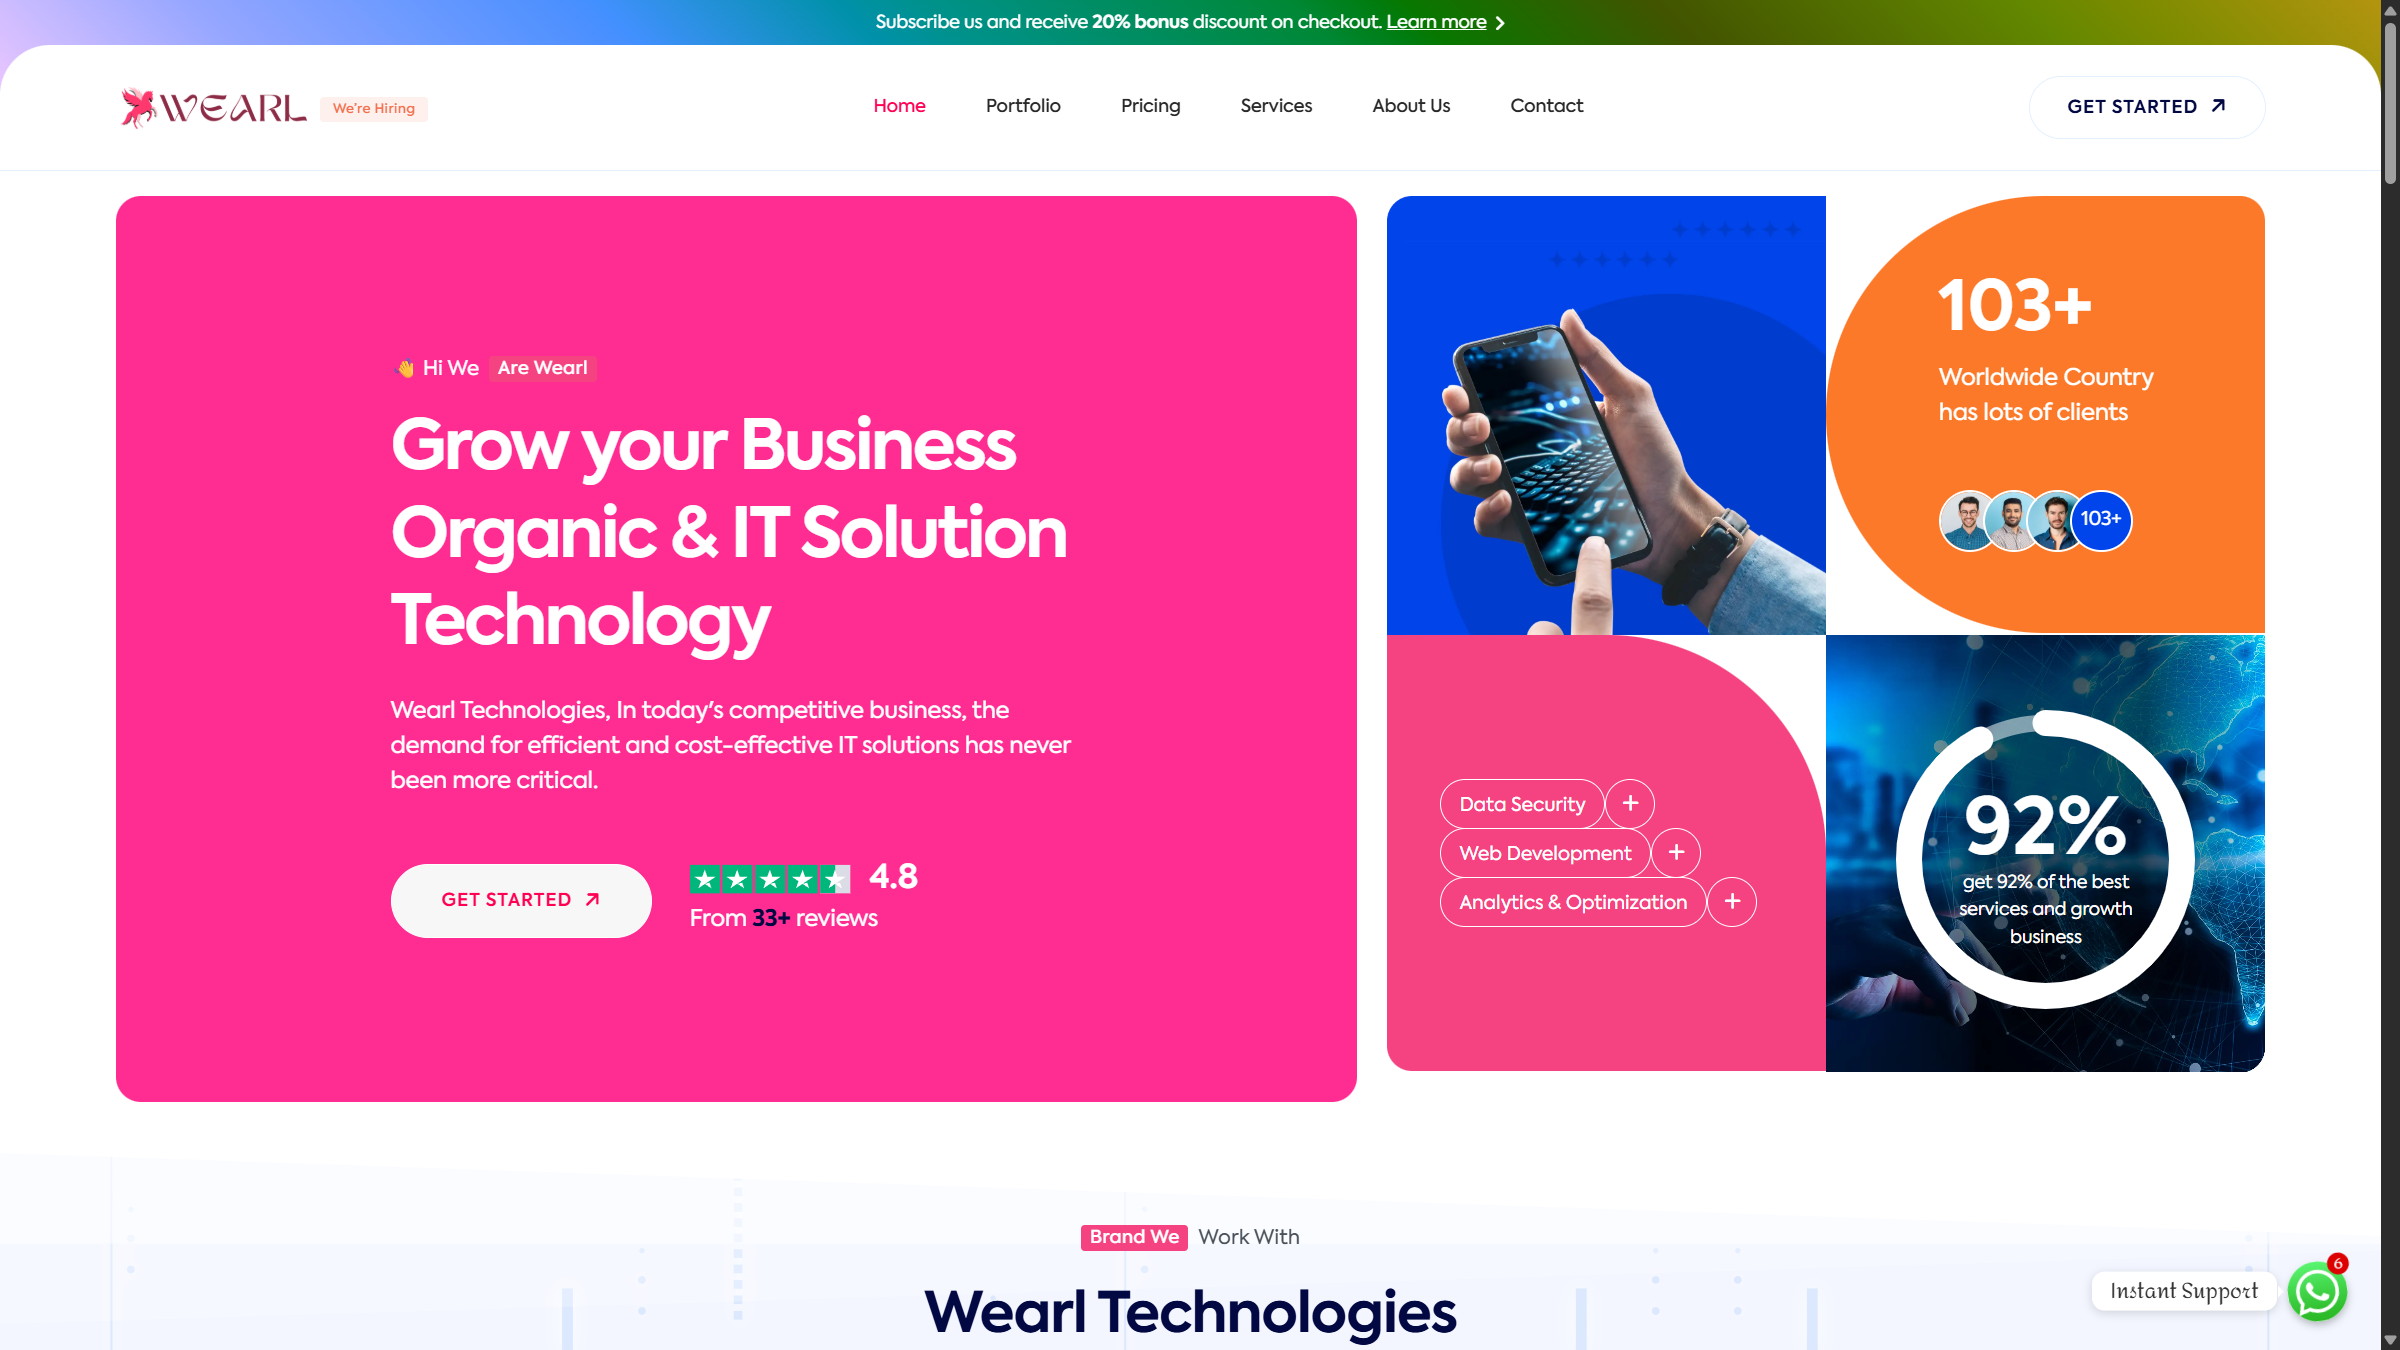 Subscribe us and receive 20% bonus discount on checkout. Learn more
WEARL
We're Hiring
Home
Portfolio
Pricing
Services
About Us
Contact
GET STARTED
👋 Hi We Are Wearl
Grow your Business
Organic & IT Solution
Technology
Wearl Technologies, In today's competitive business, the
demand for efficient and cost-effective IT solutions has never
been more critical.
GET STARTED
4.8
From 33+ reviews
103+
Worldwide Country
has lots of clients
103+
Data Security +
Web Development +
Analytics & Optimization +
92%
get 92% of the best
services and growth
business
Brand We Work With
Wearl Technologies
Instant Support
6